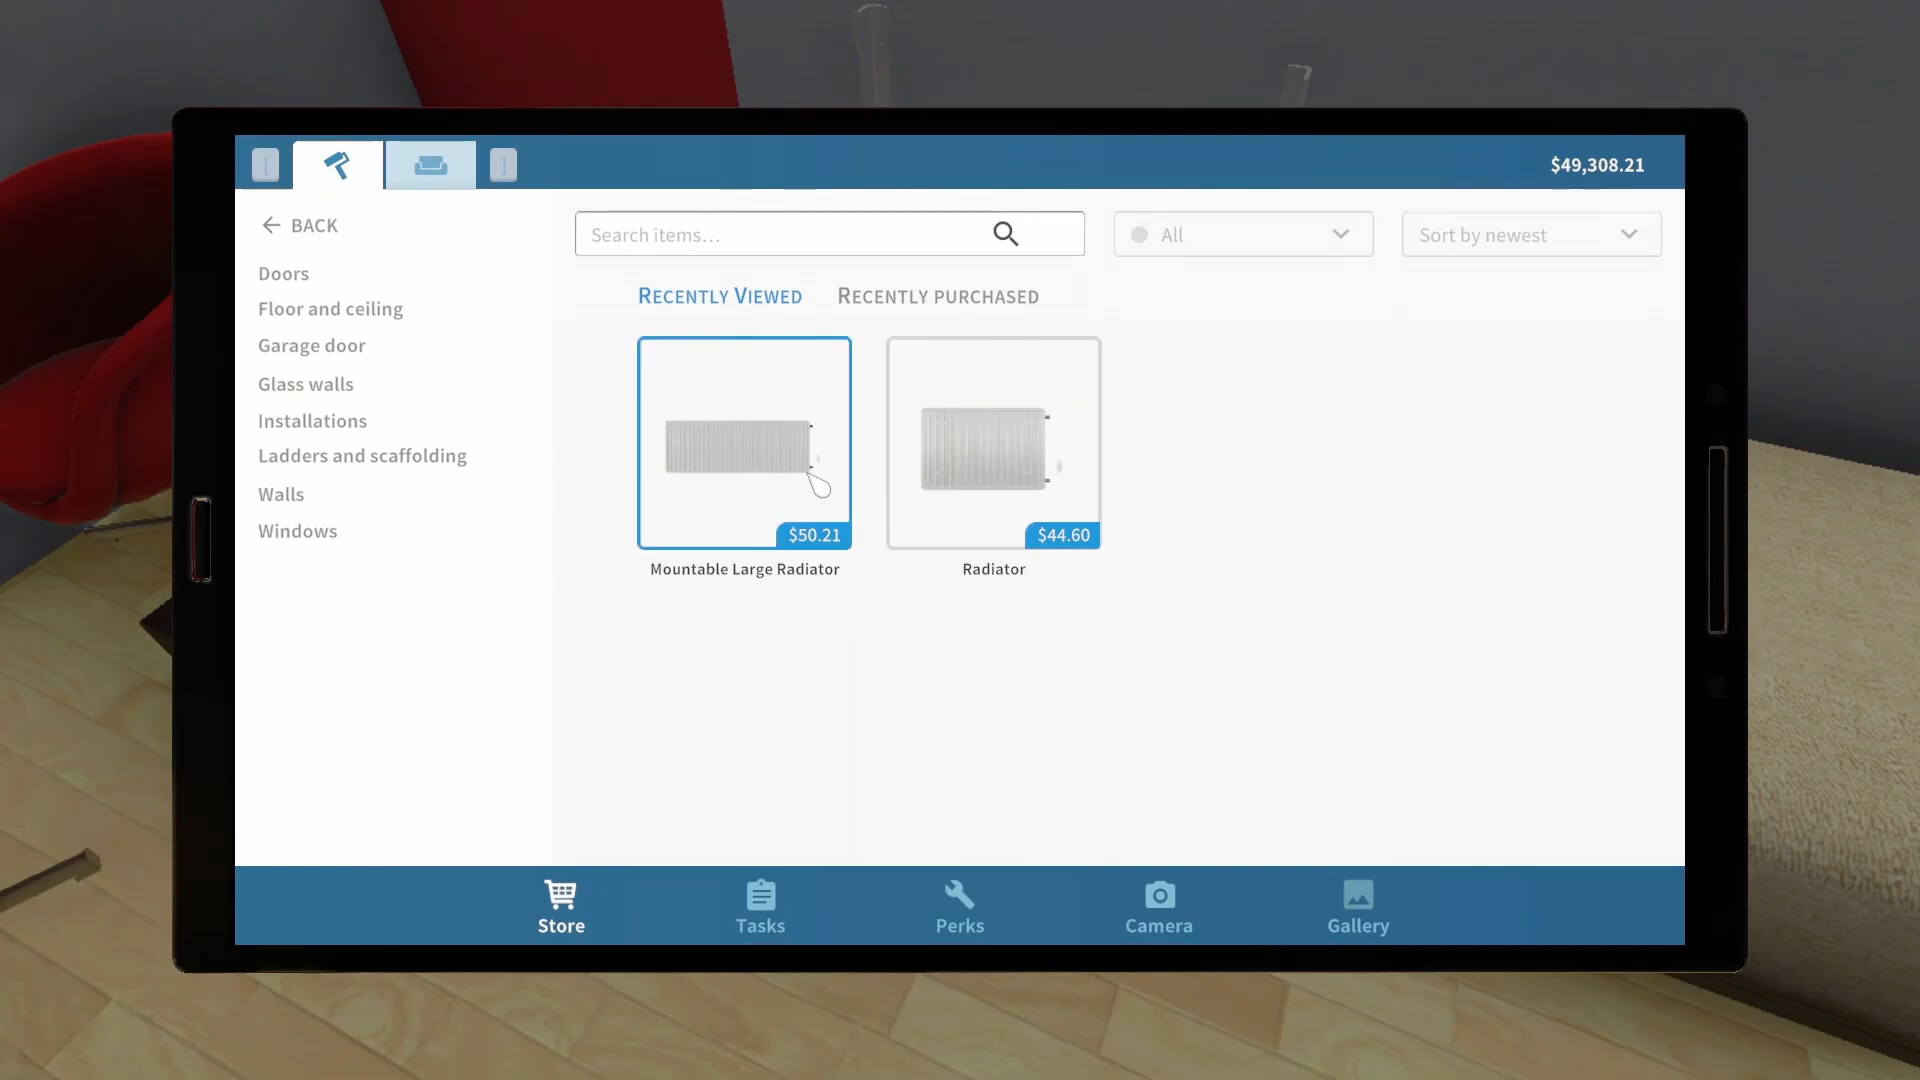 [
]
$49,308.21
BACK
Doors
Floor and ceiling
Garage door
Glass walls
Installations
Ladders and scaffolding
Walls
Windows
Search items...
All
Sort by newest
RECENTLY VIEWED
RECENTLY PURCHASED
$50.21
$44.60
Mountable Large Radiator
Radiator
Store
Tasks
Perks
Camera
Gallery